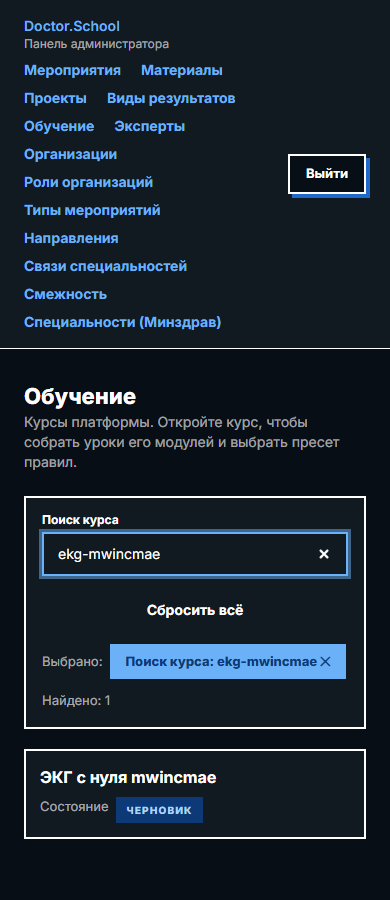 Doctor.School
Панель администратора
Мероприятия Материалы
Проекты Виды результатов
Обучение Эксперты
Организации
Роли организаций
Типы мероприятий
Направления
Связи специальностей
Смежность
Специальности (Минздрав)
Выйти
Обучение
Курсы платформы. Откройте курс, чтобы
собрать уроки его модулей и выбрать пресет
правил.
Поиск курса
ekg-mwincmae ×
Сбросить всё
Выбрано: Поиск курса: ekg-mwincmae ×
Найдено: 1
ЭКГ с нуля mwincmae
Состояние ЧЕРНОВИК